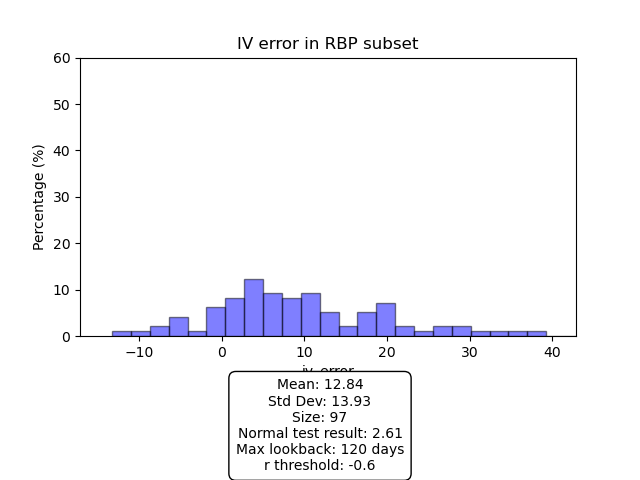 IV error in RBP subset
60
50
40
30
20
10
0
Percentage (%)
−10
0
10
20
30
40
iv_error
Mean: 12.84
Std Dev: 13.93
Size: 97
Normal test result: 2.61
Max lookback: 120 days
r threshold: -0.6